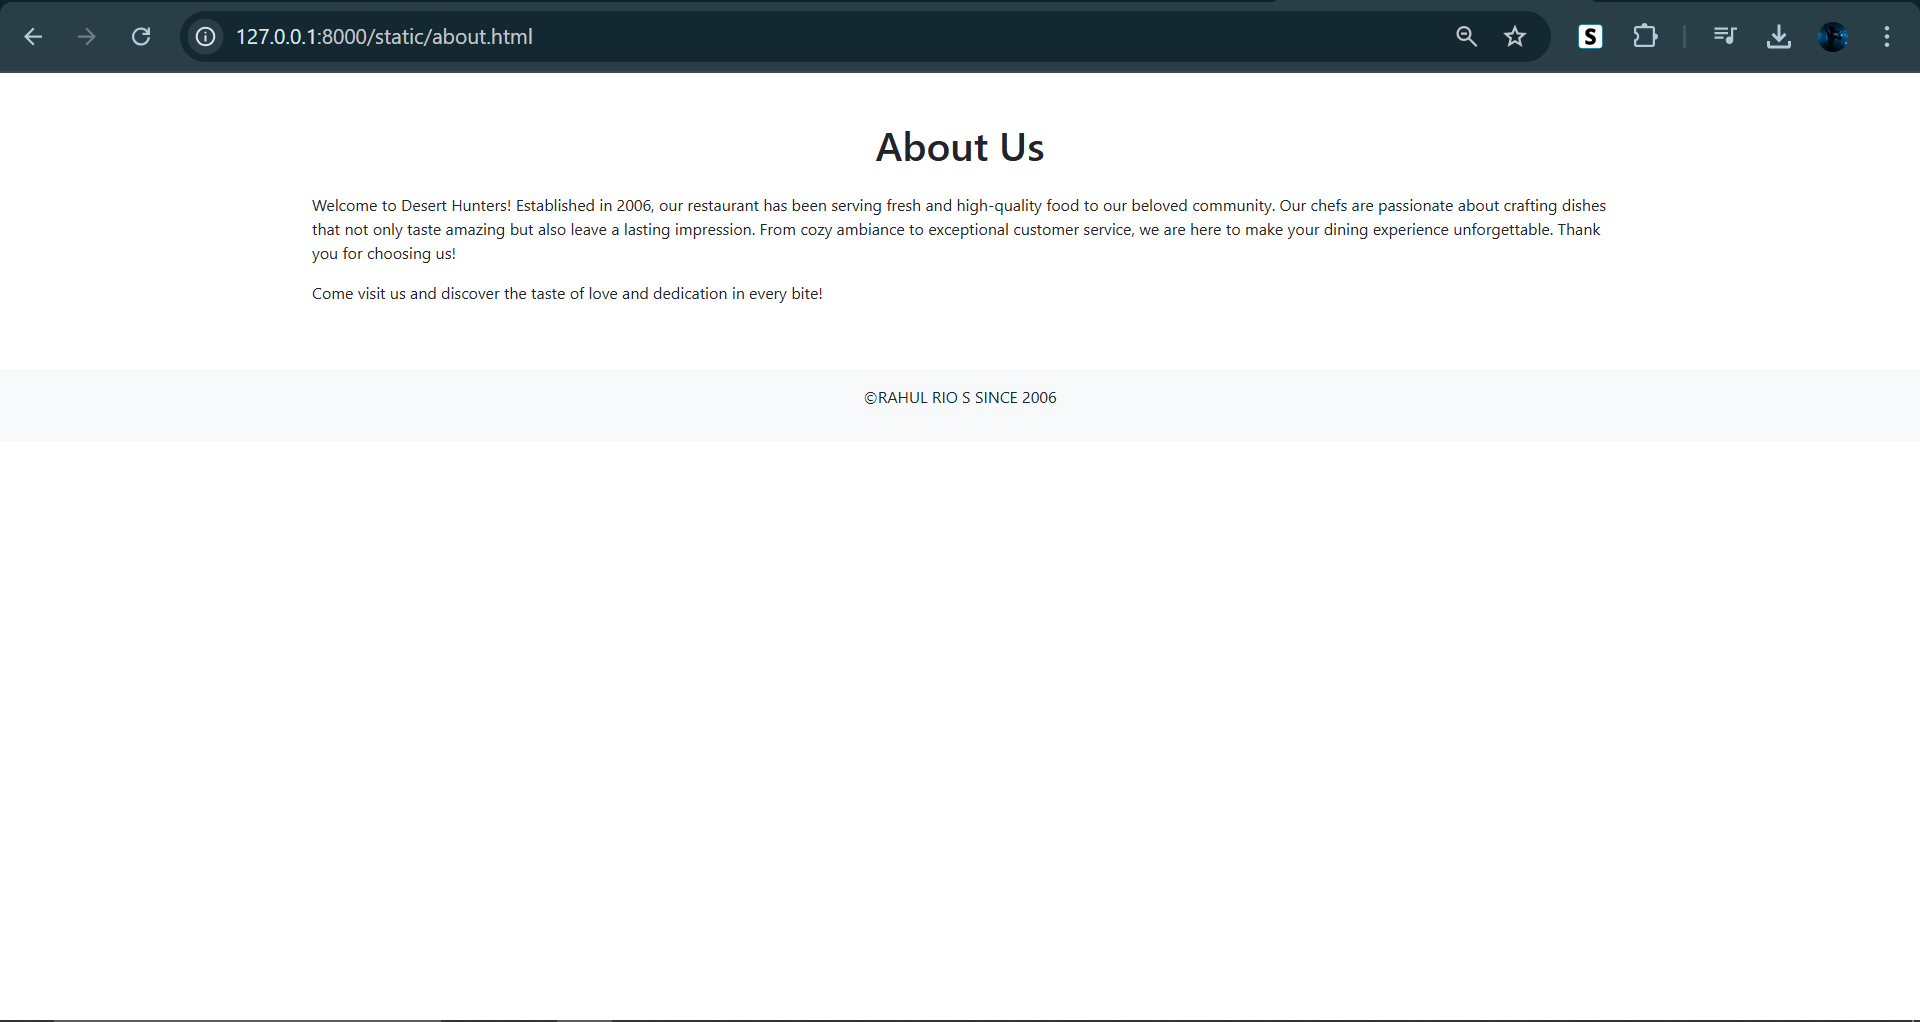 127.0.0.1:8000/static/about.html
S
About Us
Welcome to Desert Hunters! Established in 2006, our restaurant has been serving fresh and high-quality food to our beloved community. Our chefs are passionate about crafting dishes
that not only taste amazing but also leave a lasting impression. From cozy ambiance to exceptional customer service, we are here to make your dining experience unforgettable. Thank
you for choosing us!
Come visit us and discover the taste of love and dedication in every bite!
©RAHUL RIO S SINCE 2006